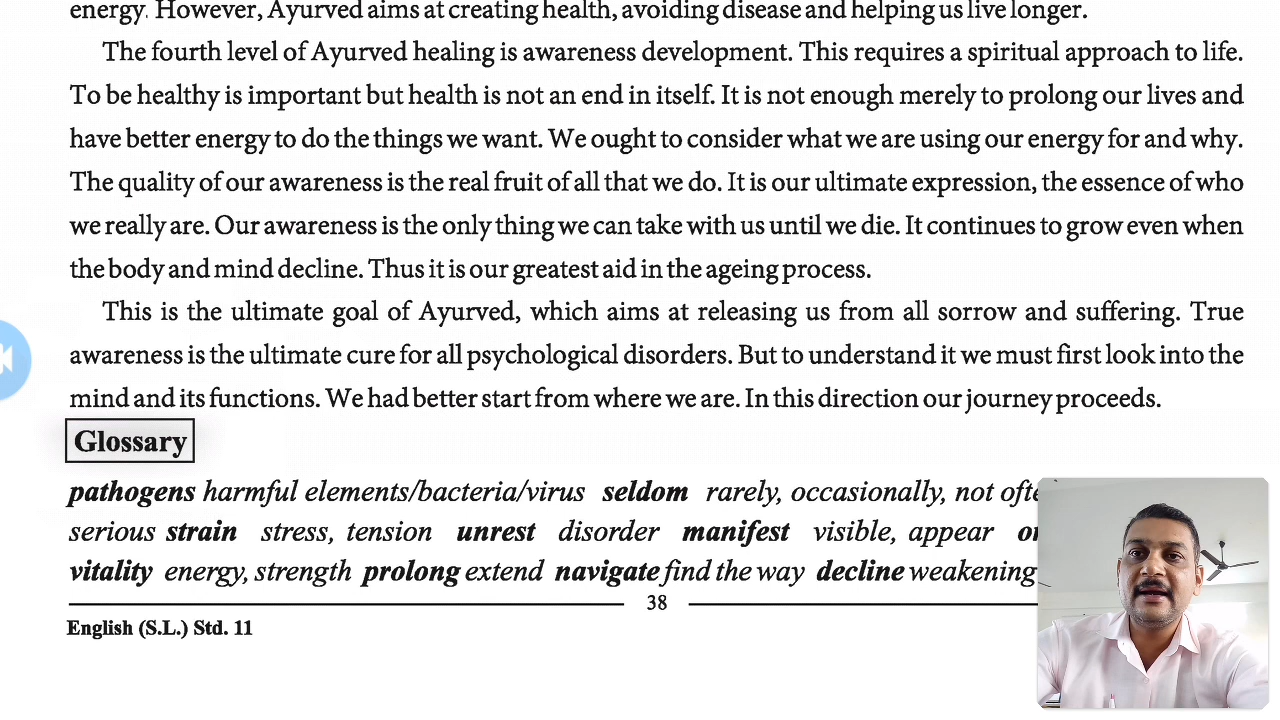 energy. However, Ayurved aims at creating health, avoiding disease and helping us live longer.
The fourth level of Ayurved healing is awareness development. This requires a spiritual approach to life.
To be healthy is important but health is not an end in itself. It is not enough merely to prolong our lives and
have better energy to do the things we want. We ought to consider what we are using our energy for and why.
The quality of our awareness is the real fruit of all that we do. It is our ultimate expression, the essence of who
we really are. Our awareness is the only thing we can take with us until we die. It continues to grow even when
the body and mind decline. Thus it is our greatest aid in the ageing process.
This is the ultimate goal of Ayurved, which aims at releasing us from all sorrow and suffering. True
awareness is the ultimate cure for all psychological disorders. But to understand it we must first look into the
mind and its functions. We had better start from where we are. In this direction our journey proceeds.
Glossary
pathogens harmful elements/bacteria/virus seldom rarely, occasionally, not
serious strain stress, tension unrest disorder manifest visible, appear
vitality energy, strength prolong extend navigate find the way decline weakening
38
English (S.L.) Std. 11